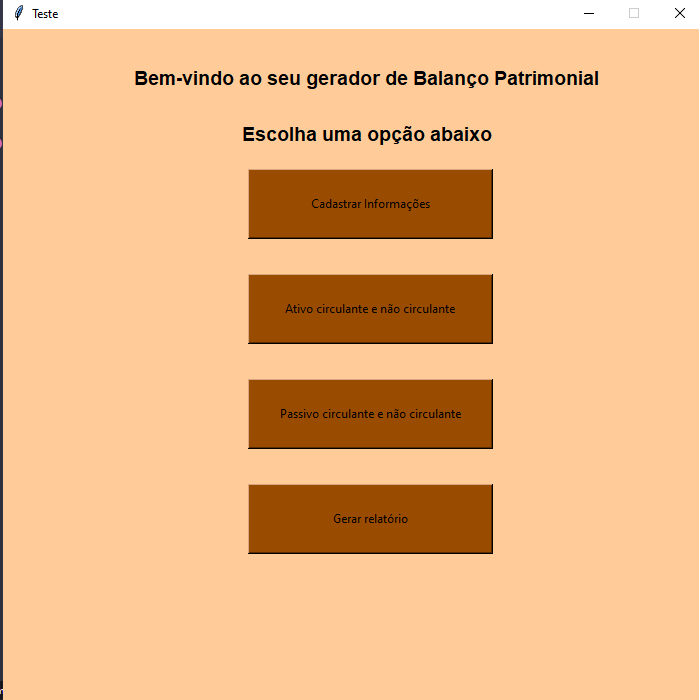 Teste
Bem-vindo ao seu gerador de Balanço Patrimonial
Escolha uma opção abaixo
Cadastrar Informações
Ativo circulante e não circulante
Passivo circulante e não circulante
Gerar relatório